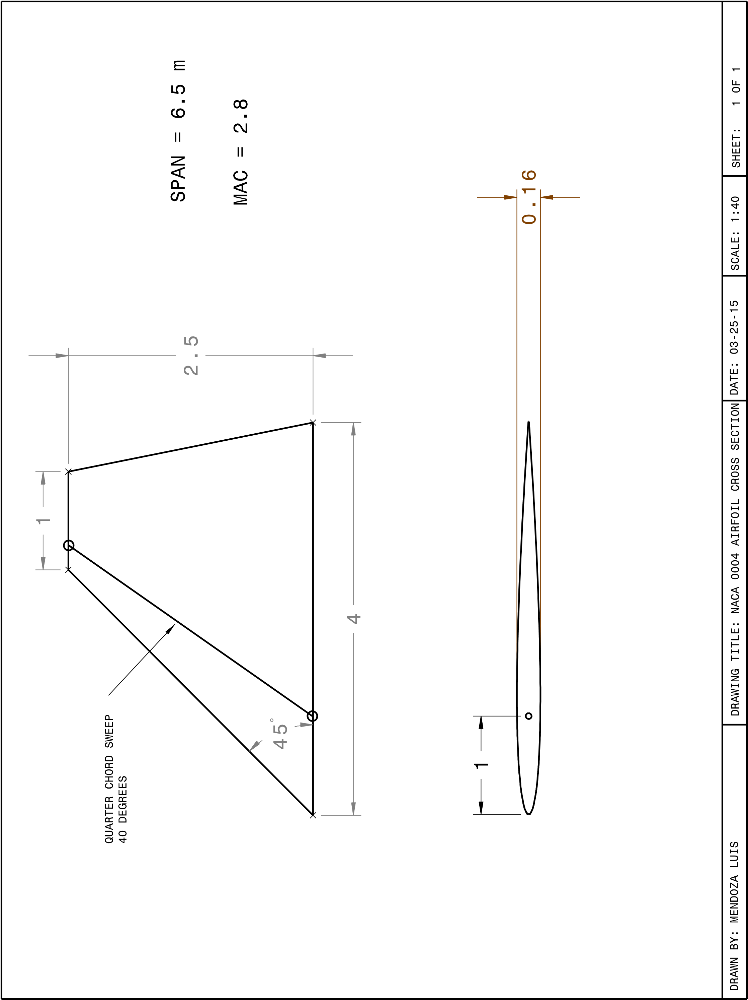 1
2.5
SPAN = 6.5 m
MAC = 2.8
QUARTER CHORD SWEEP
40 DEGREES
45°
4
1
0.16
DRAWN BY: MENDOZA LUIS
DRAWING TITLE: NACA 0004 AIRFOIL CROSS SECTION
DATE: 03-25-15
SCALE: 1:40
SHEET: 1 OF 1